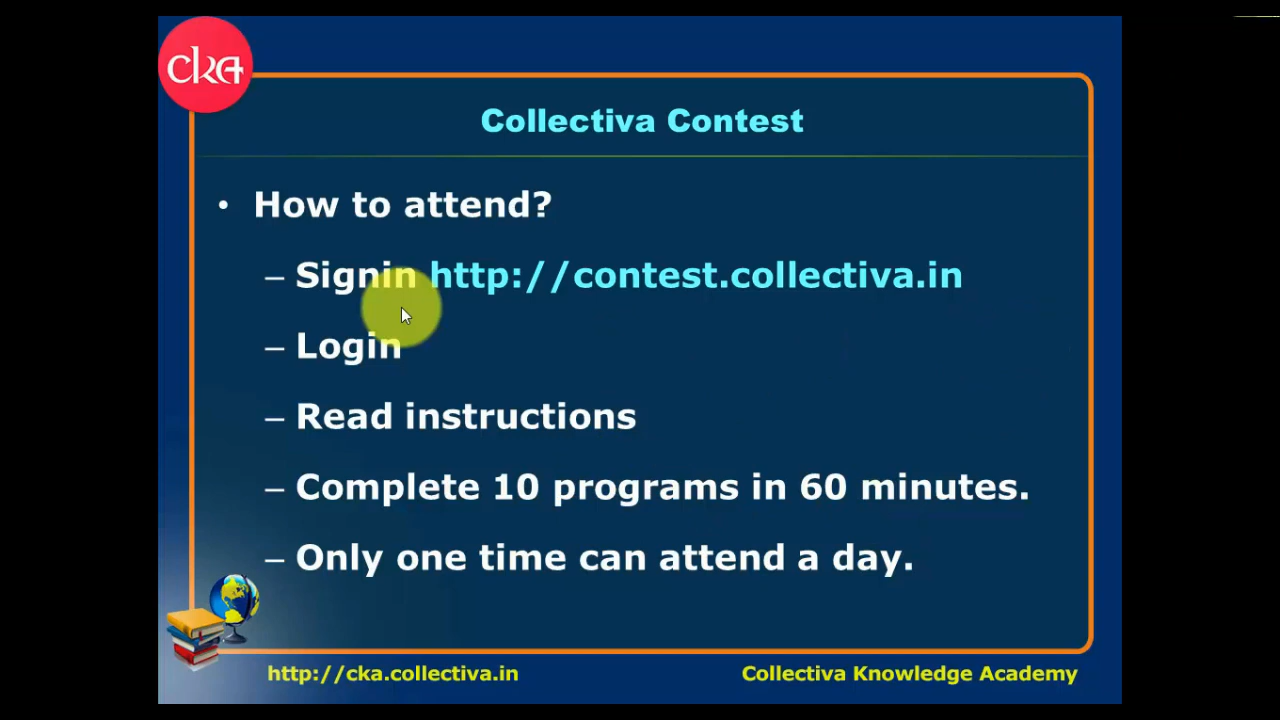 cka
Collectiva Contest
• How to attend?
– Signin http://contest.collectiva.in
– Login
– Read instructions
– Complete 10 programs in 60 minutes.
– Only one time can attend a day.
http://cka.collectiva.in Collectiva Knowledge Academy